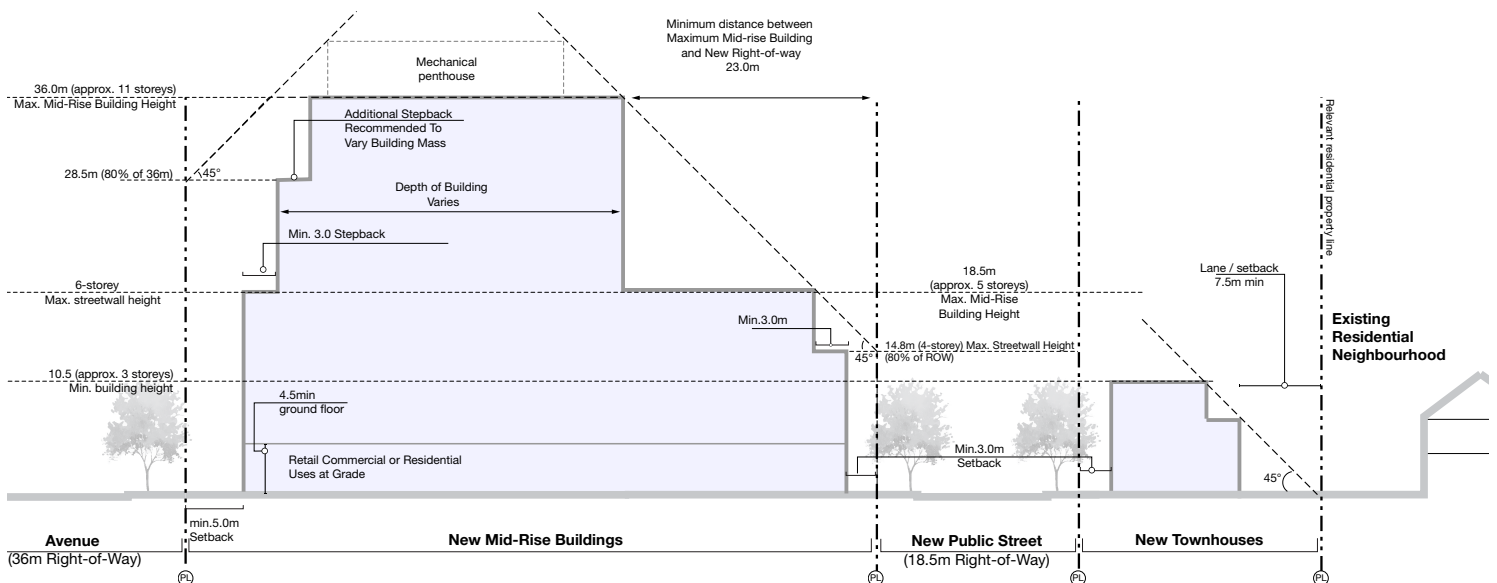 Minimum distance between
Maximum Mid-rise Building
and New Right-of-way
23.0m
Mechanical
penthouse
36.0m (approx. 11 storeys)
Max. Mid-Rise Building Height
Additional Stepback
Recommended To
Vary Building Mass
Relevant residential property line
28.5m (80% of 36m)
45°
Depth of Building
Varies
Min. 3.0 Stepback
6-storey
Max. streetwall height
18.5m
(approx. 5 storeys)
Max. Mid-Rise
Building Height
Lane / setback
7.5m min
Min.3.0m
45°
14.8m (4-storey) Max. Streetwall Height
(80% of ROW)
Existing
Residential
Neighbourhood
10.5 (approx. 3 storeys)
Min. building height
4.5min
ground floor
Retail Commercial or Residential
Uses at Grade
Min.3.0m
Setback
45°
min.5.0m
Setback
Avenue
(36m Right-of-Way)
New Mid-Rise Buildings
New Public Street
(18.5m Right-of-Way)
New Townhouses
PL
PL
PL
PL